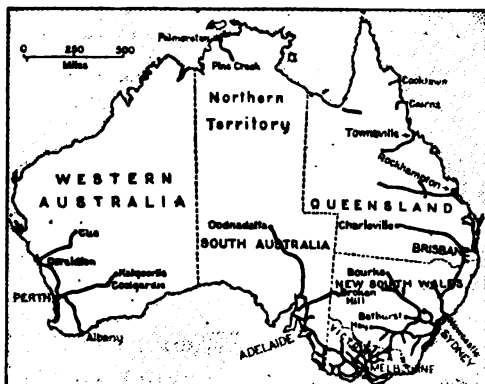 Palmerston
0 250 500
Miles
Pine Creek
Cooktown
Cairns
Northern
Territory
Townsville
Rockhampton
WESTERN
AUSTRALIA
QUEENSLAND
Cue
Oodnadatta
Charleville
SOUTH AUSTRALIA
BRISBANE
Geraldton
Kalgoorlie
Coolgardie
Bourke
NEW SOUTH WALES
Broken
Hill
PERTH
Bathurst
Newcastle
Hay
SYDNEY
Albany
ADELAIDE
VICTORIA
MELBOURNE